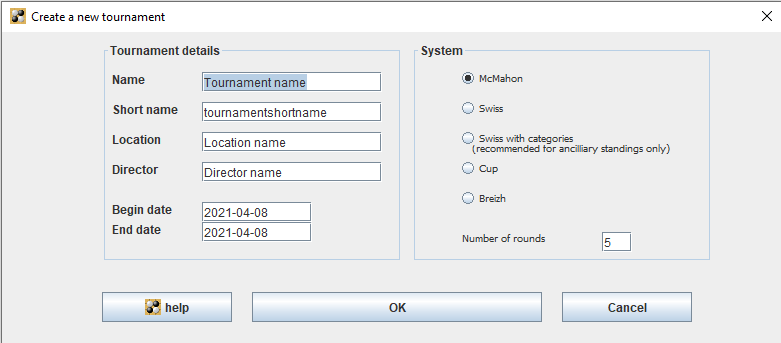 Create a new tournament
Tournament details
Name
Tournament name
Short name
tournamentshortname
Location
Location name
Director
Director name
Begin date
2021-04-08
End date
2021-04-08
System
McMahon
Swiss
Swiss with categories
(recommended for ancilliary standings only)
Cup
Breizh
Number of rounds
5
help
OK
Cancel